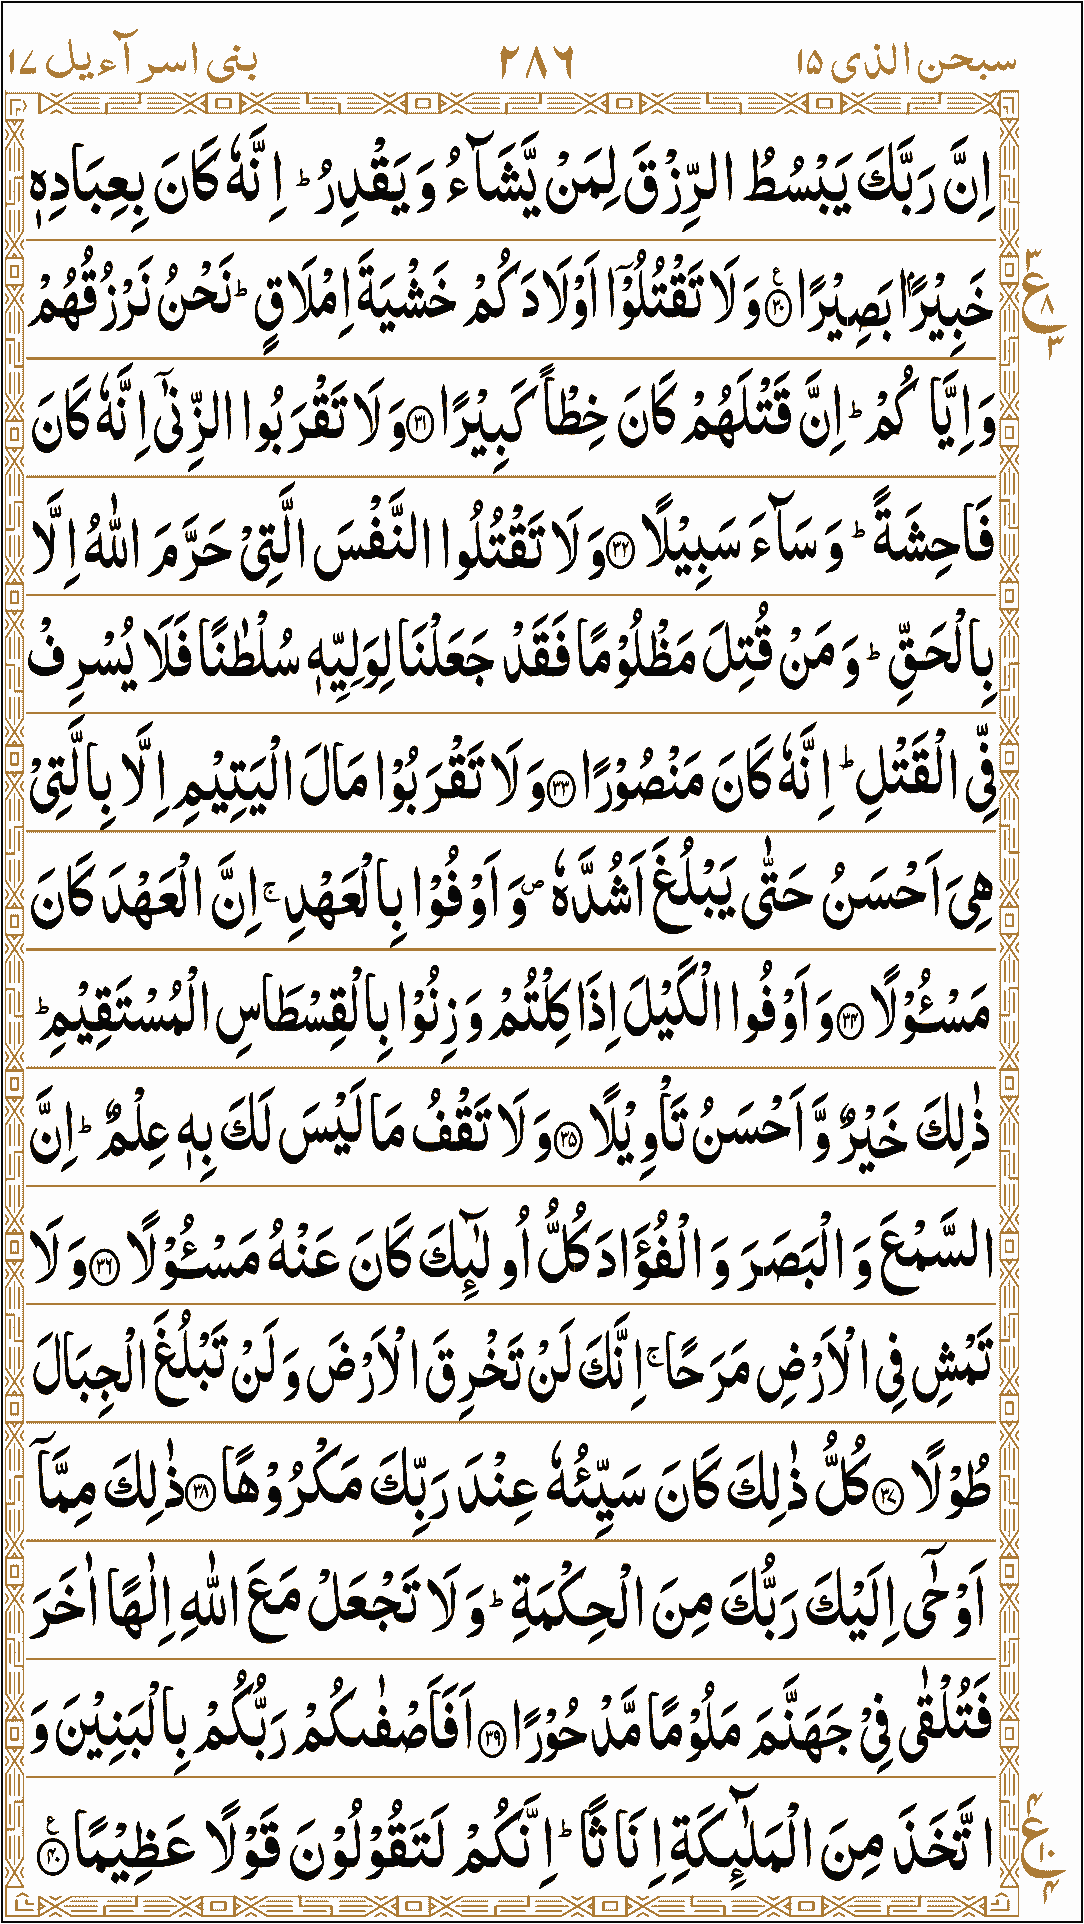 سبحن الذی ١٥ ٢٨٦ بنی اسرآءیل ١٧
اِنَّ رَبَّكَ يَبْسُطُ الرِّزْقَ لِمَنْ يَّشَآءُ وَ يَقْدِرُ ؕ اِنَّهٗ كَانَ بِعِبَادِهٖ
خَبِيْرًۢا بَصِيْرًا ۟۠ ﴿٣٠﴾ وَلَا تَقْتُلُوْۤا اَوْلَادَكُمْ خَشْيَةَ اِمْلَاقٍ ؕ نَحْنُ نَرْزُقُهُمْ
وَاِيَّاكُمْ ؕ اِنَّ قَتْلَهُمْ كَانَ خِطْاً كَبِيْرًا ﴿٣١﴾ وَلَا تَقْرَبُوا الزِّنٰۤى اِنَّهٗ كَانَ
فَاحِشَةً ؕ وَ سَآءَ سَبِيْلًا ﴿٣٢﴾ وَلَا تَقْتُلُوا النَّفْسَ الَّتِىْ حَرَّمَ اللّٰهُ اِلَّا
بِالْحَقِّ ؕ وَ مَنْ قُتِلَ مَظْلُوْمًا فَقَدْ جَعَلْنَا لِوَلِيِّهٖ سُلْطٰنًا فَلَا يُسْرِفْ
فِّى الْقَتْلِ ؕ اِنَّهٗ كَانَ مَنْصُوْرًا ﴿٣٣﴾ وَلَا تَقْرَبُوْا مَالَ الْيَتِيْمِ اِلَّا بِالَّتِىْ
هِىَ اَحْسَنُ حَتّٰى يَبْلُغَ اَشُدَّهٗ ۪ وَ اَوْفُوْا بِالْعَهْدِ ۚ اِنَّ الْعَهْدَ كَانَ
مَسْـُٔوْلًا ﴿٣٤﴾ وَ اَوْفُوا الْكَيْلَ اِذَا كِلْتُمْ وَ زِنُوْا بِالْقِسْطَاسِ الْمُسْتَقِيْمِ ؕ
ذٰلِكَ خَيْرٌ وَّ اَحْسَنُ تَاْوِيْلًا ﴿٣٥﴾ وَلَا تَقْفُ مَا لَيْسَ لَكَ بِهٖ عِلْمٌ ؕ اِنَّ
السَّمْعَ وَ الْبَصَرَ وَ الْفُؤَادَ كُلُّ اُولٰٓئِكَ كَانَ عَنْهُ مَسْـُٔوْلًا ﴿٣٦﴾ وَلَا
تَمْشِ فِى الْاَرْضِ مَرَحًا ۚ اِنَّكَ لَنْ تَخْرِقَ الْاَرْضَ وَ لَنْ تَبْلُغَ الْجِبَالَ
طُوْلًا ﴿٣٧﴾ كُلُّ ذٰلِكَ كَانَ سَيِّئُهٗ عِنْدَ رَبِّكَ مَكْرُوْهًا ﴿٣٨﴾ ذٰلِكَ مِمَّاۤ
اَوْحٰۤى اِلَيْكَ رَبُّكَ مِنَ الْحِكْمَةِ ؕ وَلَا تَجْعَلْ مَعَ اللّٰهِ اِلٰهًا اٰخَرَ
فَتُلْقٰى فِىْ جَهَنَّمَ مَلُوْمًا مَّدْحُوْرًا ﴿٣٩﴾ اَفَاَصْفٰٮكُمْ رَبُّكُمْ بِالْبَنِيْنَ وَ
اتَّخَذَ مِنَ الْمَلٰٓئِكَةِ اِنَاثًا ؕ اِنَّكُمْ لَتَقُوْلُوْنَ قَوْلًا عَظِيْمًا ﴿٤٠﴾
٣ ع ٨ ٣
٤ ع ١٠ ٤